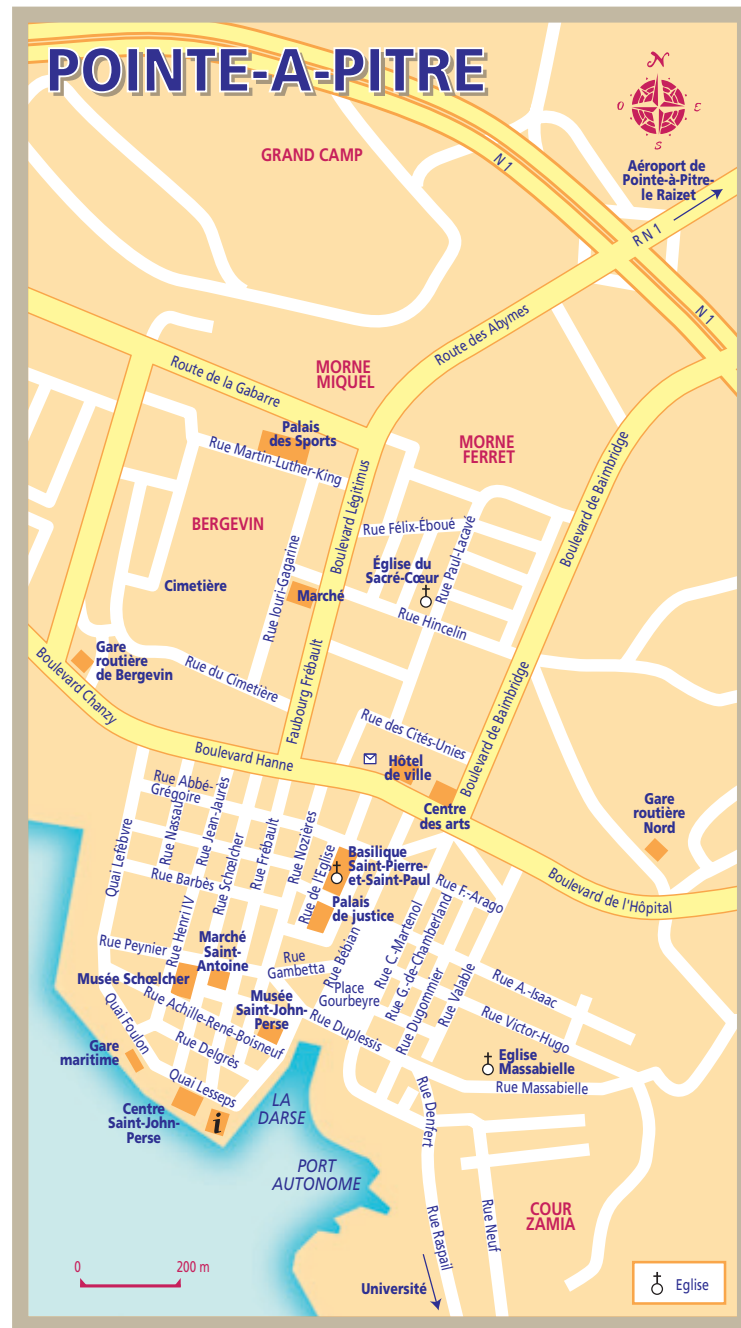 POINTE-A-PITRE
N
O
E
S
GRAND CAMP
N 1
Aéroport de
Pointe-à-Pitre-
le Raizet
R N 1
N 1
Route des Abymes
MORNE
MIQUEL
Route de la Gabarre
Palais
des Sports
Rue Martin-Luther-King
MORNE
FERRET
Boulevard de Baimbridge
Boulevard Légitimus
BERGEVIN
Rue Félix-Éboué
Rue Paul-Lacavé
Église du
Sacré-Cœur
Cimetière
Rue Iouri-Gagarine
Marché
Rue Hincelin
Gare
routière
de Bergevin
Boulevard Chanzy
Rue du Cimetière
Faubourg Frébault
Boulevard de Baimbridge
Rue des Cités-Unies
Boulevard Hanne
Hôtel
de ville
Centre
des arts
Gare
routière
Nord
Boulevard de l'Hôpital
Rue Abbé-
Grégoire
Quai Lefèbvre
Rue Nassau
Rue Jean-Jaurès
Rue Schœlcher
Rue Frébault
Rue Nozières
Rue de l'Eglise
Basilique
Saint-Pierre-
et-Saint-Paul
Rue Barbès
Rue Henri IV
Palais
de justice
Rue F.-Arago
Rue Peynier
Marché
Saint-
Antoine
Rue
Gambetta
Rue Bébian
Rue C.-Martenol
Rue G.-de-Chamberland
Rue Dugommier
Rue Valable
Rue A.-Isaac
Rue Victor-Hugo
Musée Schœlcher
Place
Gourbeyre
Musée
Saint-John-
Perse
Rue Achille-René-Boisneuf
Rue Duplessis
Quai Foulon
Gare
maritime
Rue Delgrès
Quai Lesseps
Eglise
Massabielle
Rue Massabielle
Centre
Saint-John-
Perse
i
LA
DARSE
Rue Denfert
PORT
AUTONOME
Rue Raspail
Rue Neuf
COUR
ZAMIA
0
200 m
Université
Eglise